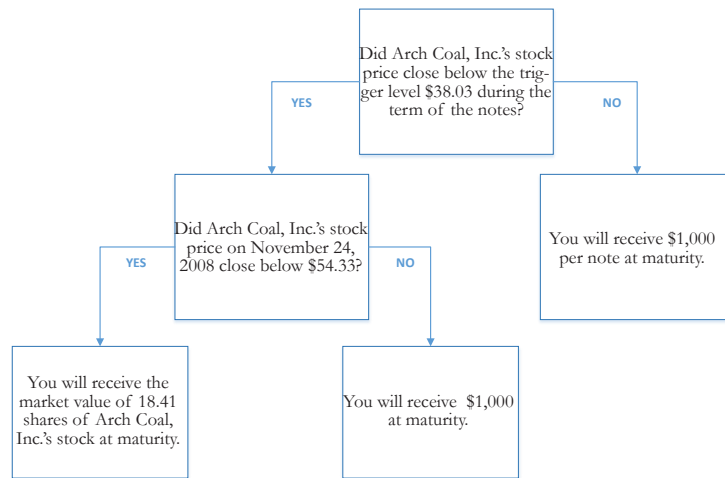 Did Arch Coal, Inc.'s stock
price close below the trig-
ger level $38.03 during the
term of the notes?
YES
NO
Did Arch Coal, Inc.'s stock
price on November 24,
2008 close below $54.33?
You will receive $1,000
per note at maturity.
YES
NO
You will receive the
market value of 18.41
shares of Arch Coal,
Inc.'s stock at maturity.
You will receive $1,000
at maturity.